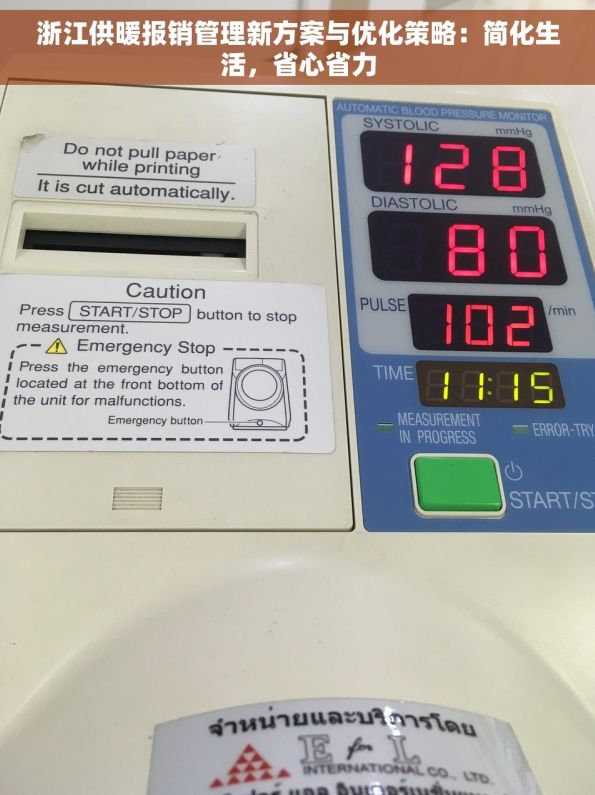 浙江供暖报销管理新方案与优化策略：简化生
活，省心省力
Do not pull paper
while printing
It is cut automatically.
Caution
Press START/STOP button to stop
measurement.
Emergency Stop
Press the emergency button
located at the front bottom of
the unit for malfunctions.
Emergency button
AUTOMATIC BLOOD PRESSURE MONITOR
SYSTOLIC mmHg
128
DIASTOLIC mmHg
80
PULSE 102 /min
TIME 11:15
MEASUREMENT
IN PROGRESS
ERROR-TRY
START/S
จำหน่ายและบริการโดย
E for L
INTERNATIONAL CO., LTD.